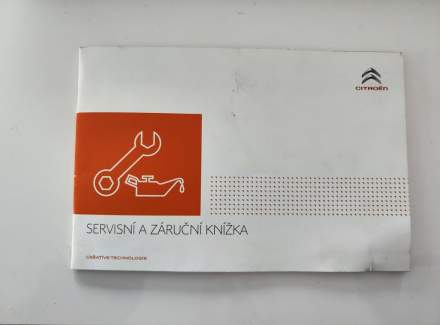 CITROËN
SERVISNÍ A ZÁRUČNÍ KNÍŽKA
CRÉATIVE TECHNOLOGIE